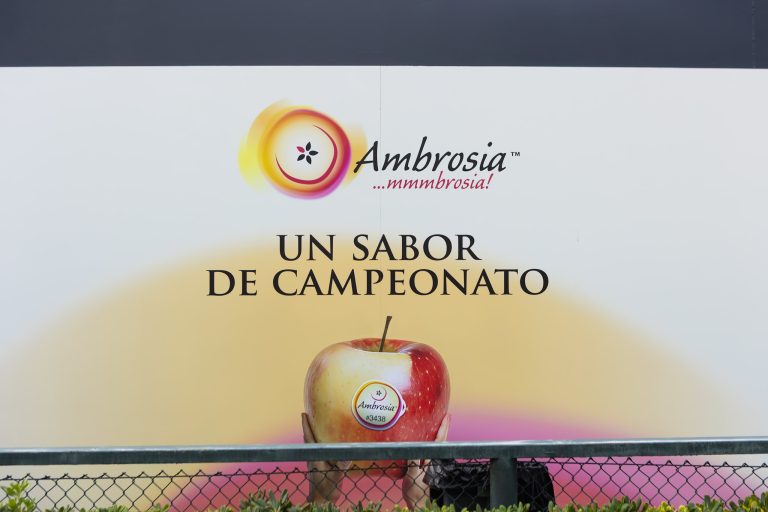 Ambrosia™
...mmmbrosia!
UN SABOR
DE CAMPEONATO
Ambrosia
#3438